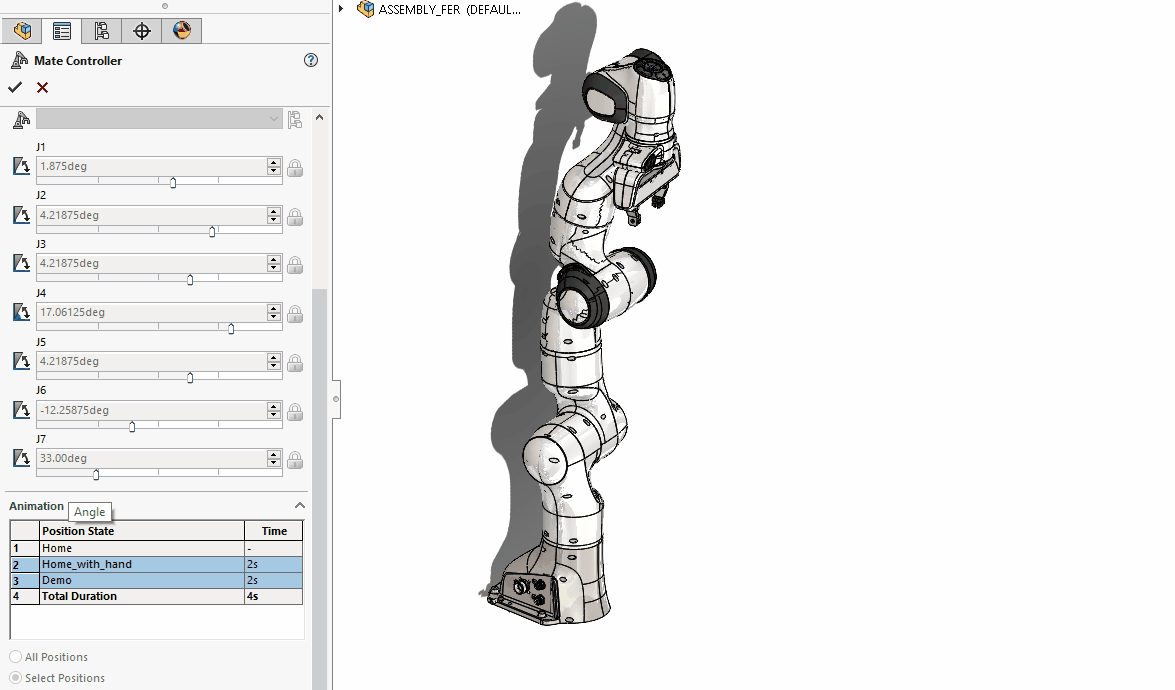 ASSEMBLY_FER (DEFAUL...
Mate Controller
?
J1
1.875deg
J2
4.21875deg
J3
4.21875deg
J4
17.06125deg
J5
4.21875deg
J6
-12.25875deg
J7
33.00deg
Animation
Angle
Position State Time
1 Home -
2 Home_with_hand 2s
3 Demo 2s
4 Total Duration 4s
All Positions
Select Positions